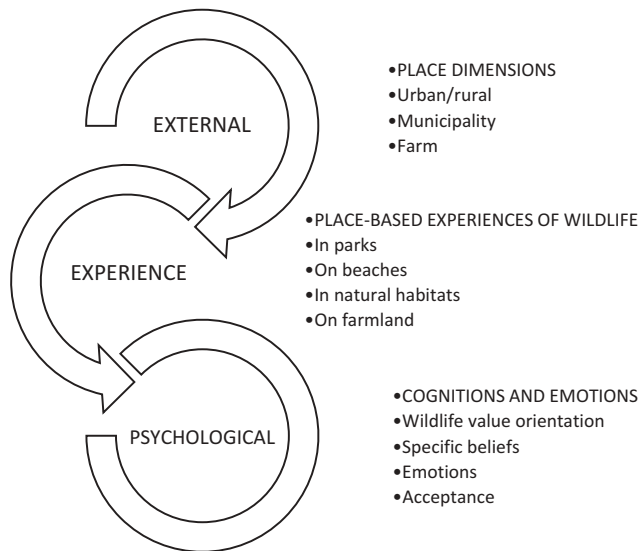 EXTERNAL
•PLACE DIMENSIONS
•Urban/rural
•Municipality
•Farm
EXPERIENCE
•PLACE-BASED EXPERIENCES OF WILDLIFE
•In parks
•On beaches
•In natural habitats
•On farmland
PSYCHOLOGICAL
•COGNITIONS AND EMOTIONS
•Wildlife value orientation
•Specific beliefs
•Emotions
•Acceptance